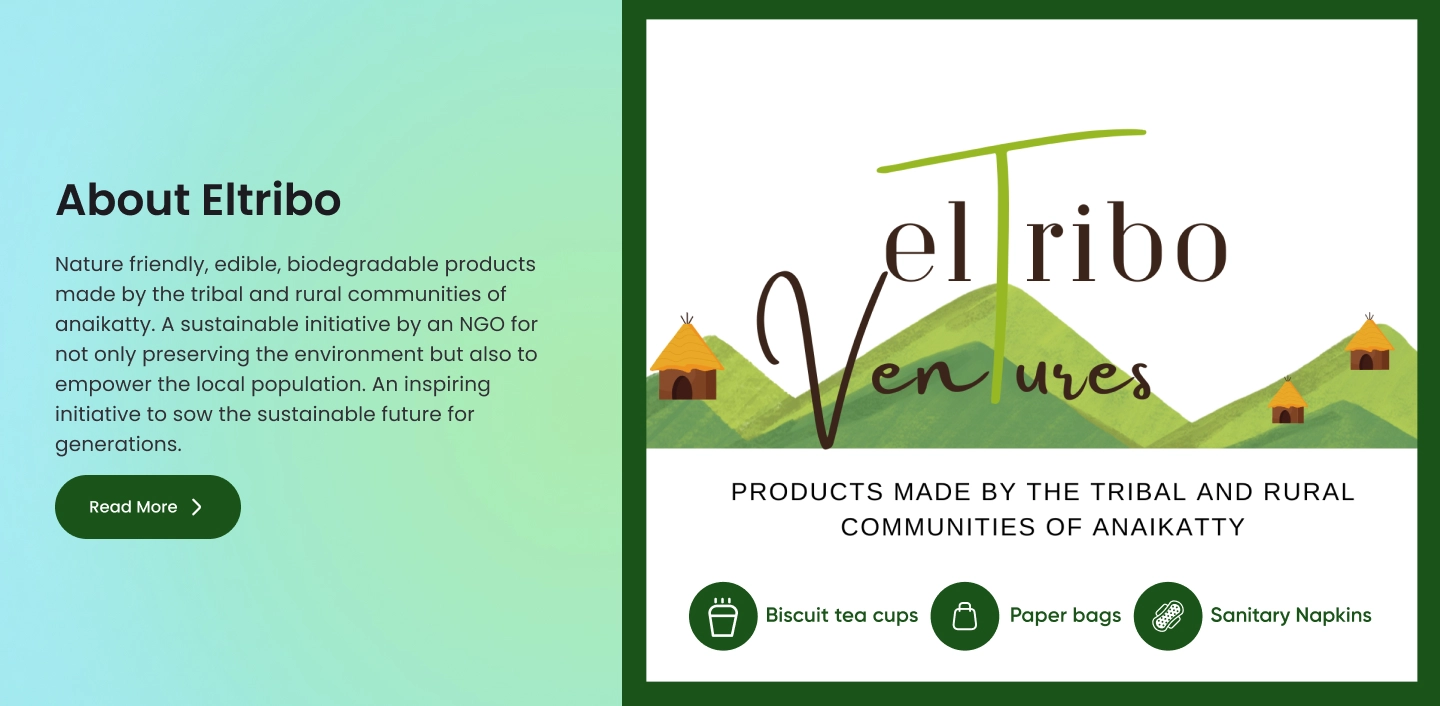 About Eltribo
Nature friendly, edible, biodegradable products
made by the tribal and rural communities of
anaikatty. A sustainable initiative by an NGO for
not only preserving the environment but also to
empower the local population. An inspiring
initiative to sow the sustainable future for
generations.
Read More
elTribo
Ventures
PRODUCTS MADE BY THE TRIBAL AND RURAL
COMMUNITIES OF ANAIKATTY
Biscuit tea cups
Paper bags
Sanitary Napkins